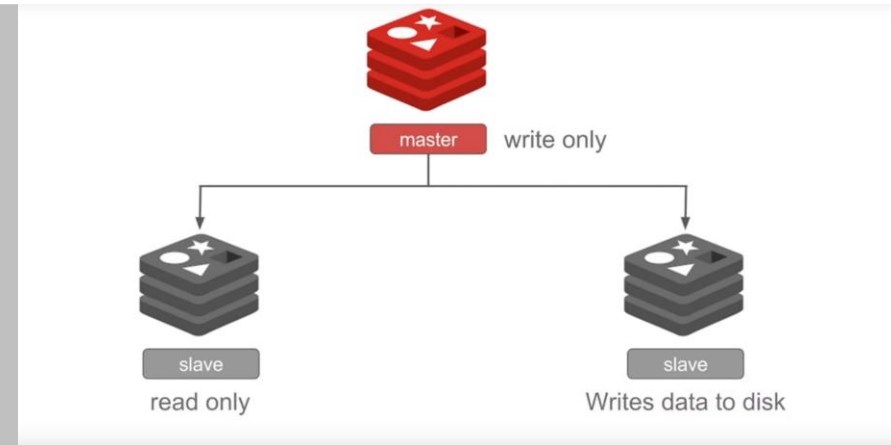 master
write only
slave
slave
read only
Writes data to disk